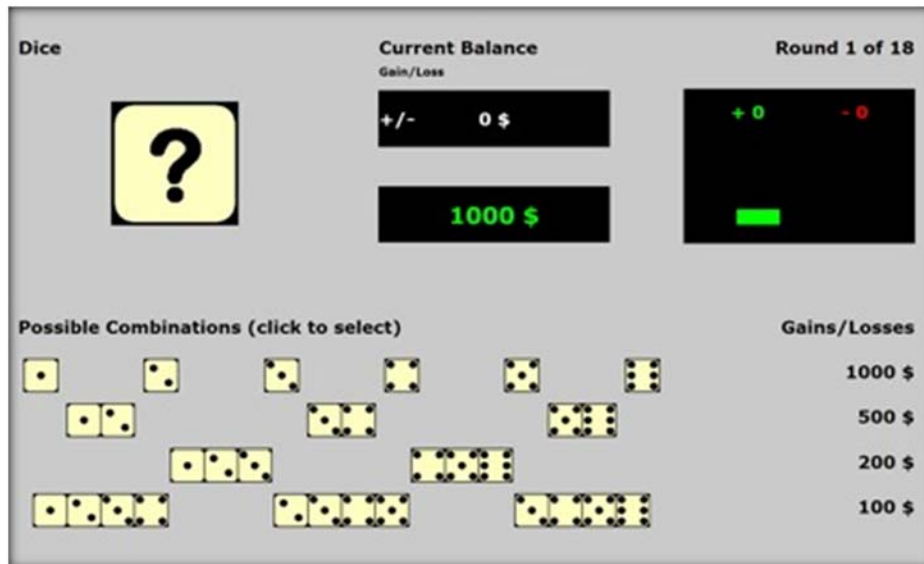 Dice
Current Balance
Round 1 of 18
Gain/Loss
+/- 0 $
+ 0 - 0
?
1000 $
Possible Combinations (click to select)
Gains/Losses
1000 $
500 $
200 $
100 $